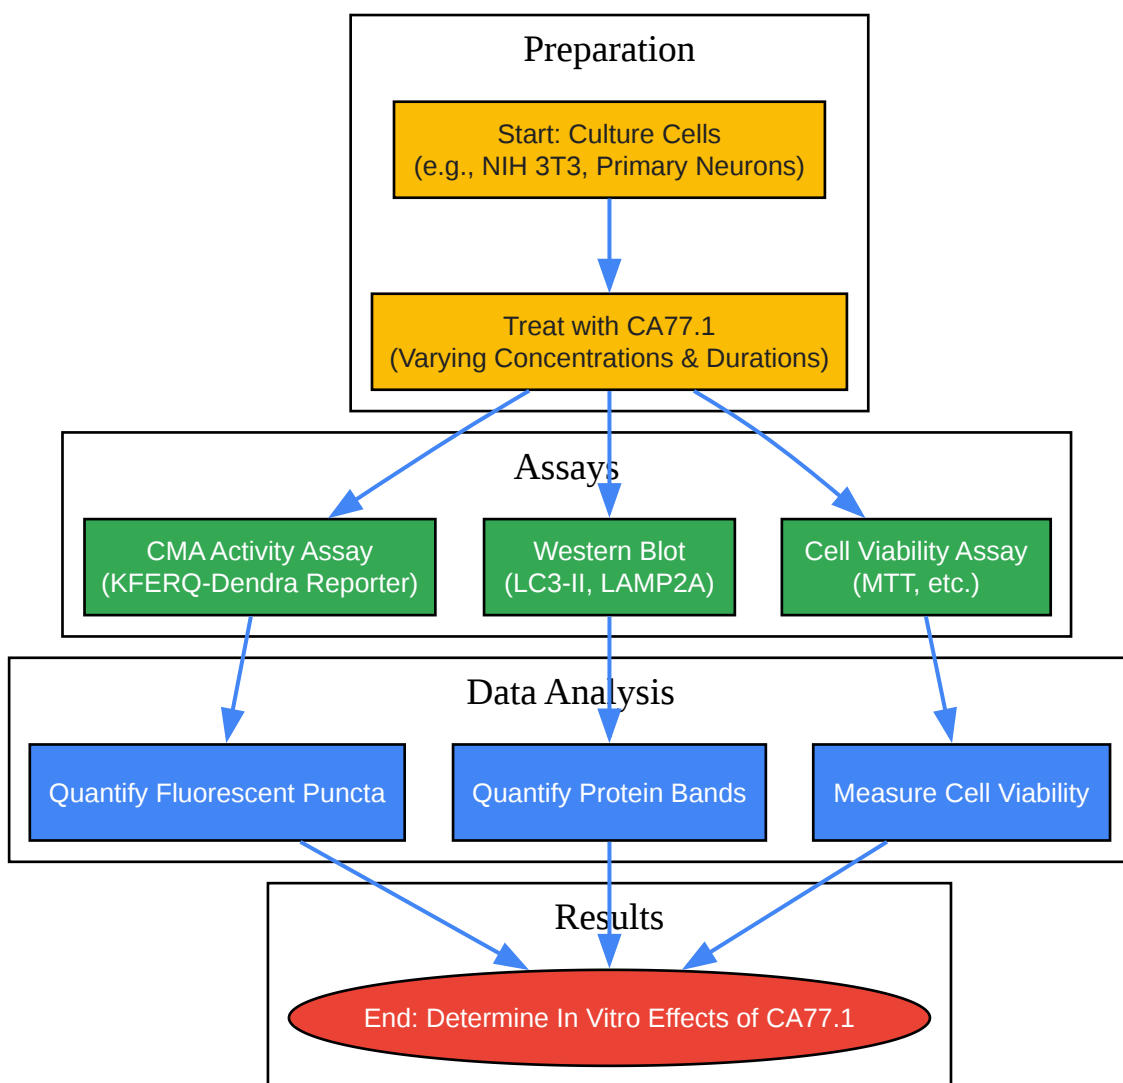 Preparation
Start: Culture Cells
(e.g., NIH 3T3, Primary Neurons)
Treat with CA77.1
(Varying Concentrations & Durations)
Assays
CMA Activity Assay
(KFERQ-Dendra Reporter)
Western Blot
(LC3-II, LAMP2A)
Cell Viability Assay
(MTT, etc.)
Data Analysis
Quantify Fluorescent Puncta
Quantify Protein Bands
Measure Cell Viability
Results
End: Determine In Vitro Effects of CA77.1